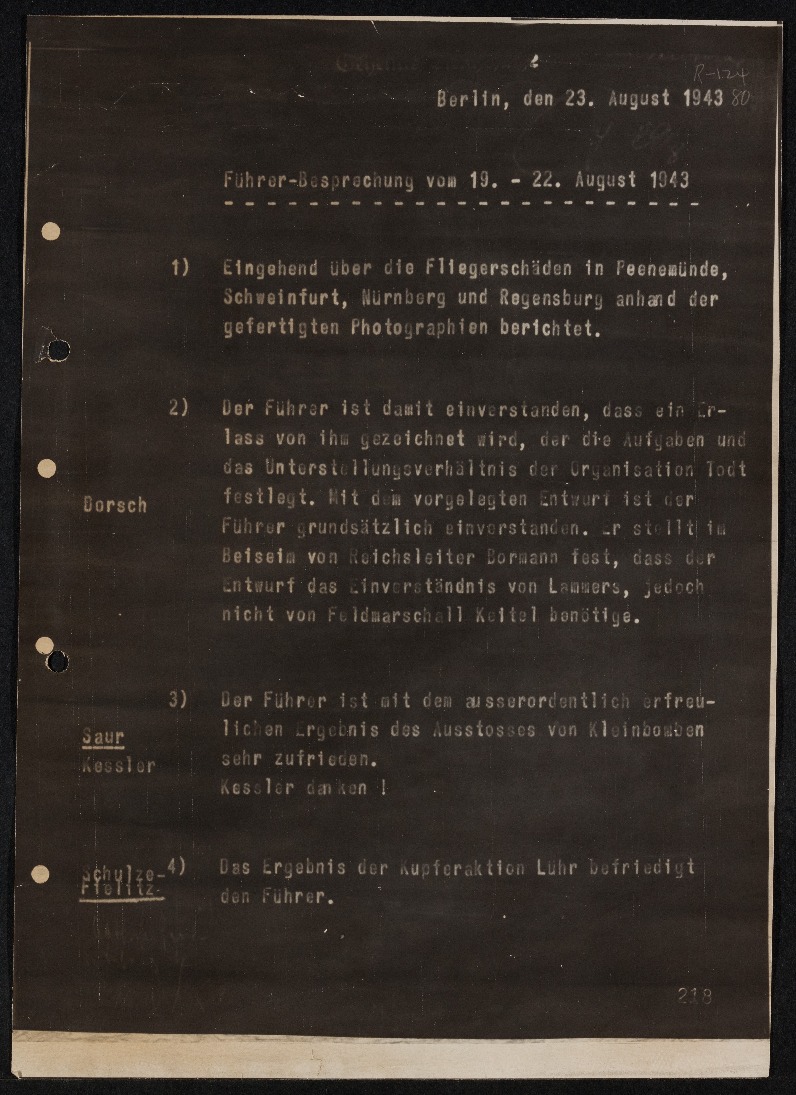 R-124
Berlin, den 23. August 1943 80
Führer-Besprechung vom 19. - 22. August 1943
1) Eingehend über die Fliegerschäden in Peenemünde,
Schweinfurt, Nürnberg und Regensburg anhand der
gefertigten Photographien berichtet.
2) Der Führer ist damit einverstanden, dass ein Er-
lass von ihm gezeichnet wird, der die Aufgaben und
das Unterstellungsverhältnis der Organisation Todt
Dorsch
festlegt. Mit dem vorgelegten Entwurf ist der
Führer grundsätzlich einverstanden. Er stellt im
Beiseim von Reichsleiter Bormann fest, dass der
Entwurf das Einverständnis von Lammers, jedoch
nicht von Feldmarschall Keitel benötige.
3) Der Führer ist mit dem ausserordentlich erfreu-
Saur
lichen Ergebnis des Ausstosses von Kleinbomben
Kessler
sehr zufrieden.
Kessler danken !
Schulze-
Fielitz-
4) Das Ergebnis der Kupferaktion Lühr befriedigt
den Führer.
218